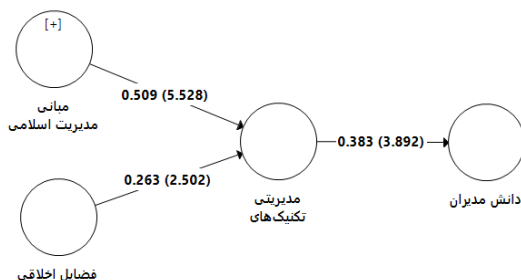 [+]
مبانی
مدیریت اسلامی
0.509 (5.528)
0.263 (2.502)
فضایل اخلاقی
مدیریتی
تکنیک‌های
0.383 (3.892)
دانش مدیران